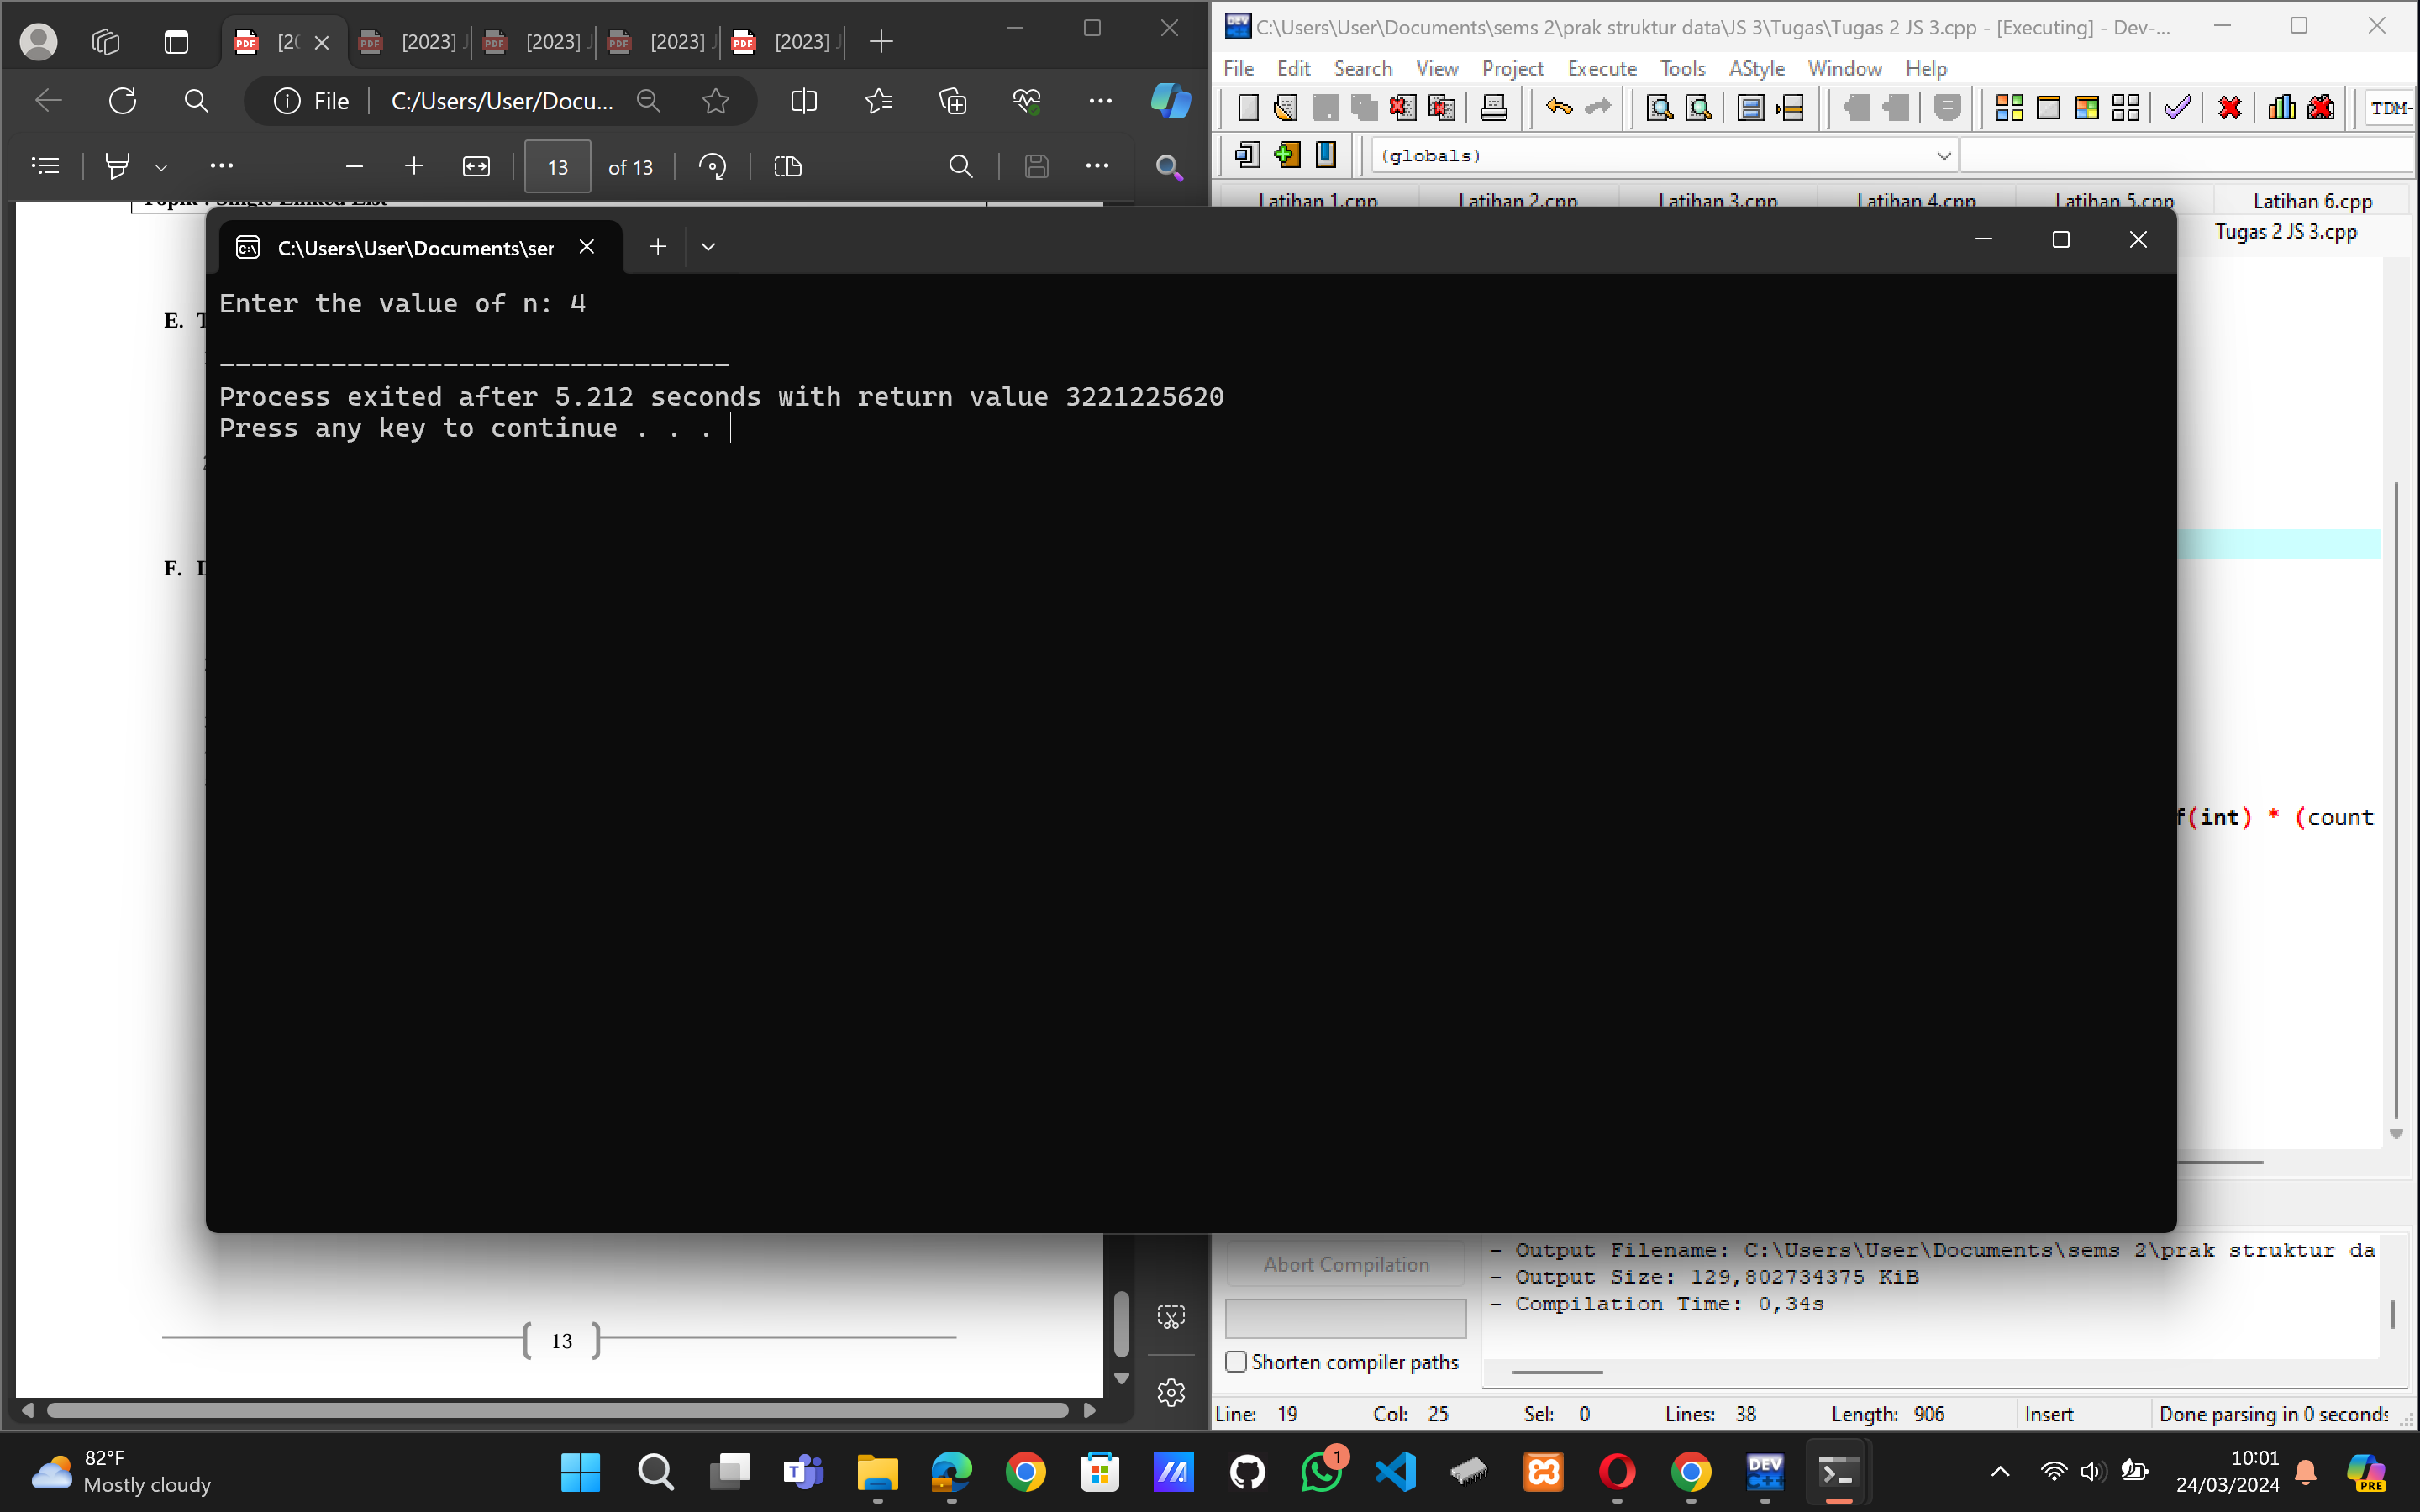 [20
[2023] J
[2023] J
[2023] J
[2023] J
File
C:/Users/User/Docu...
13 of 13
E.
F.
13
C:\Users\User\Documents\sems 2\prak struktur data\JS 3\Tugas\Tugas 2 JS 3.cpp - [Executing] - Dev-...
File Edit Search View Project Execute Tools AStyle Window Help
TDM-
(globals)
Latihan 1.cpp Latihan 2.cpp Latihan 3.cpp Latihan 4.cpp Latihan 5.cpp Latihan 6.cpp
Tugas 2 JS 3.cpp
f(int) * (count
C:\Users\User\Documents\ser
Enter the value of n: 4
--------------------------------
Process exited after 5.212 seconds with return value 3221225620
Press any key to continue . . .
Abort Compilation
Shorten compiler paths
- Output Filename: C:\Users\User\Documents\sems 2\prak struktur da
- Output Size: 129,802734375 KiB
- Compilation Time: 0,34s
Line: 19 Col: 25 Sel: 0 Lines: 38 Length: 906 Insert Done parsing in 0 seconds
82°F
Mostly cloudy
1
DEV
10:01
24/03/2024
PRE